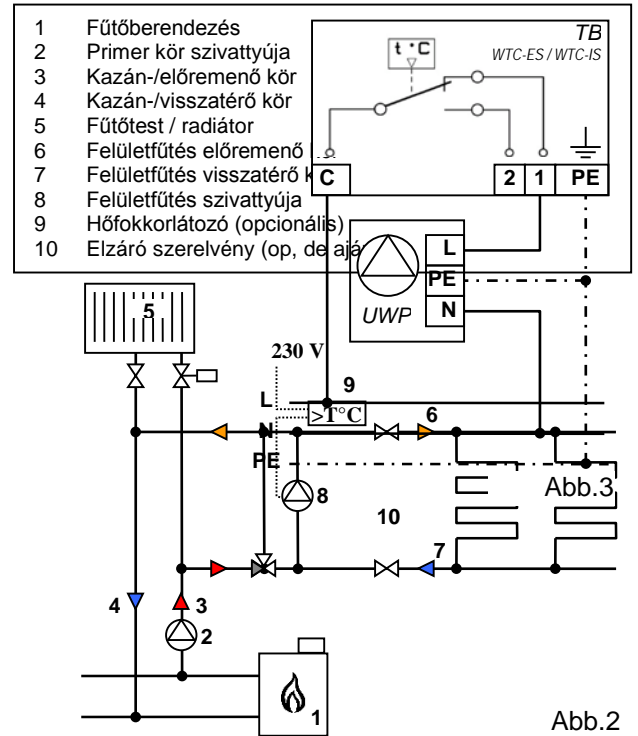 1 Fűtőberendezés
2 Primer kör szivattyúja
3 Kazán-/előremenő kör
4 Kazán-/visszatérő kör
5 Fűtőtest / radiátor
6 Felületfűtés előremenő
7 Felületfűtés visszatérő
8 Felületfűtés szivattyúja
9 Hőfokkorlátozó (opcionális)
10 Elzáró szerelvény (op, de
TB
WTC-ES / WTC-IS
t °C
C 2 1 PE
L
PE
N
UWP
5
230 V
9
L
>T°C
6
N
PE
8
Abb.3
10
7
4
3
2
1
Abb.2